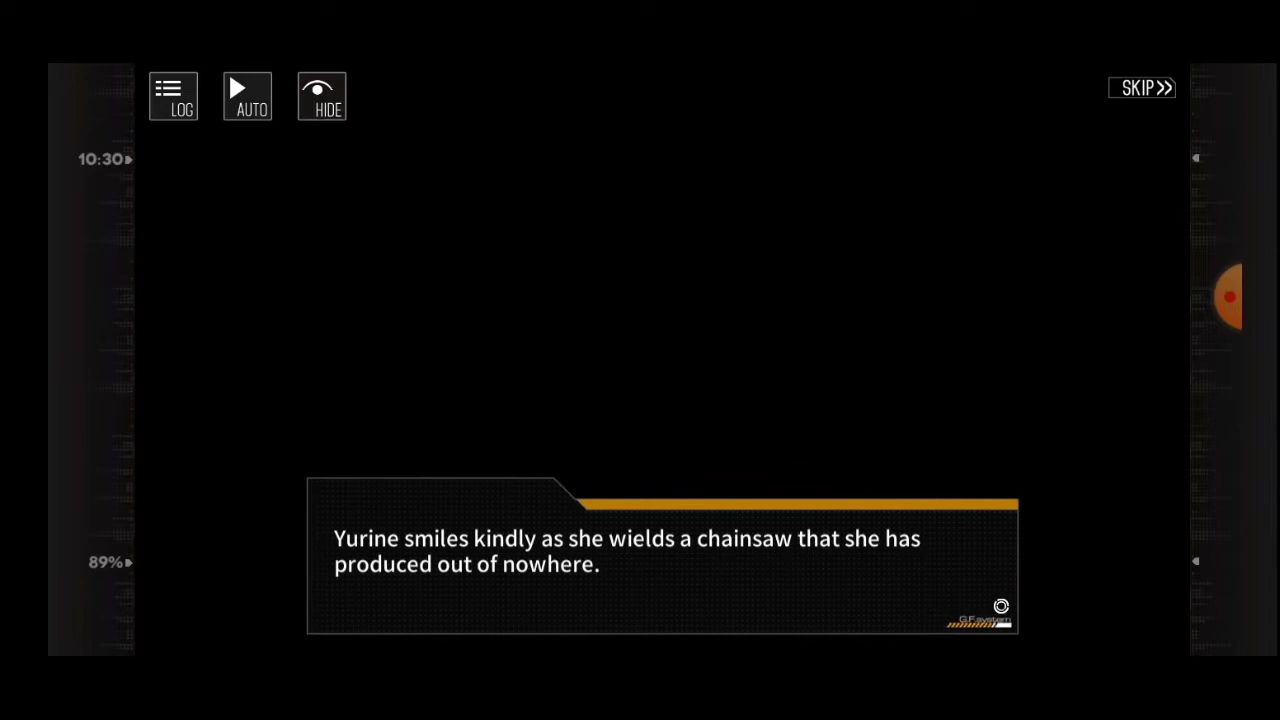 LOG
AUTO
HIDE
SKIP
10:30
Yurine smiles kindly as she wields a chainsaw that she has
produced out of nowhere.
89%
G.F.system